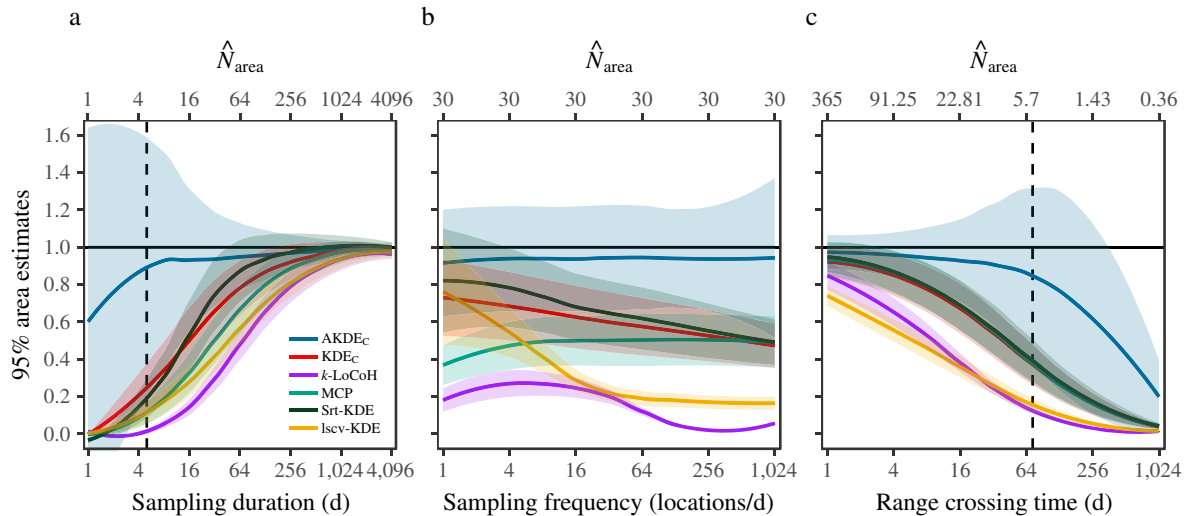 a b c
N̂area N̂area N̂area
1 4 16 64 256 1024 4096
30 30 30 30 30 30
365 91.25 22.81 5.7 1.43 0.36
95% area estimates
1.6
1.4
1.2
1.0
0.8
0.6
0.4
0.2
0.0
AKDEC
KDEC
k-LoCoH
MCP
Srt-KDE
lscv-KDE
1 4 16 64 256 1,024 4,096
1 4 16 64 256 1,024
1 4 16 64 256 1,024
Sampling duration (d) Sampling frequency (locations/d) Range crossing time (d)